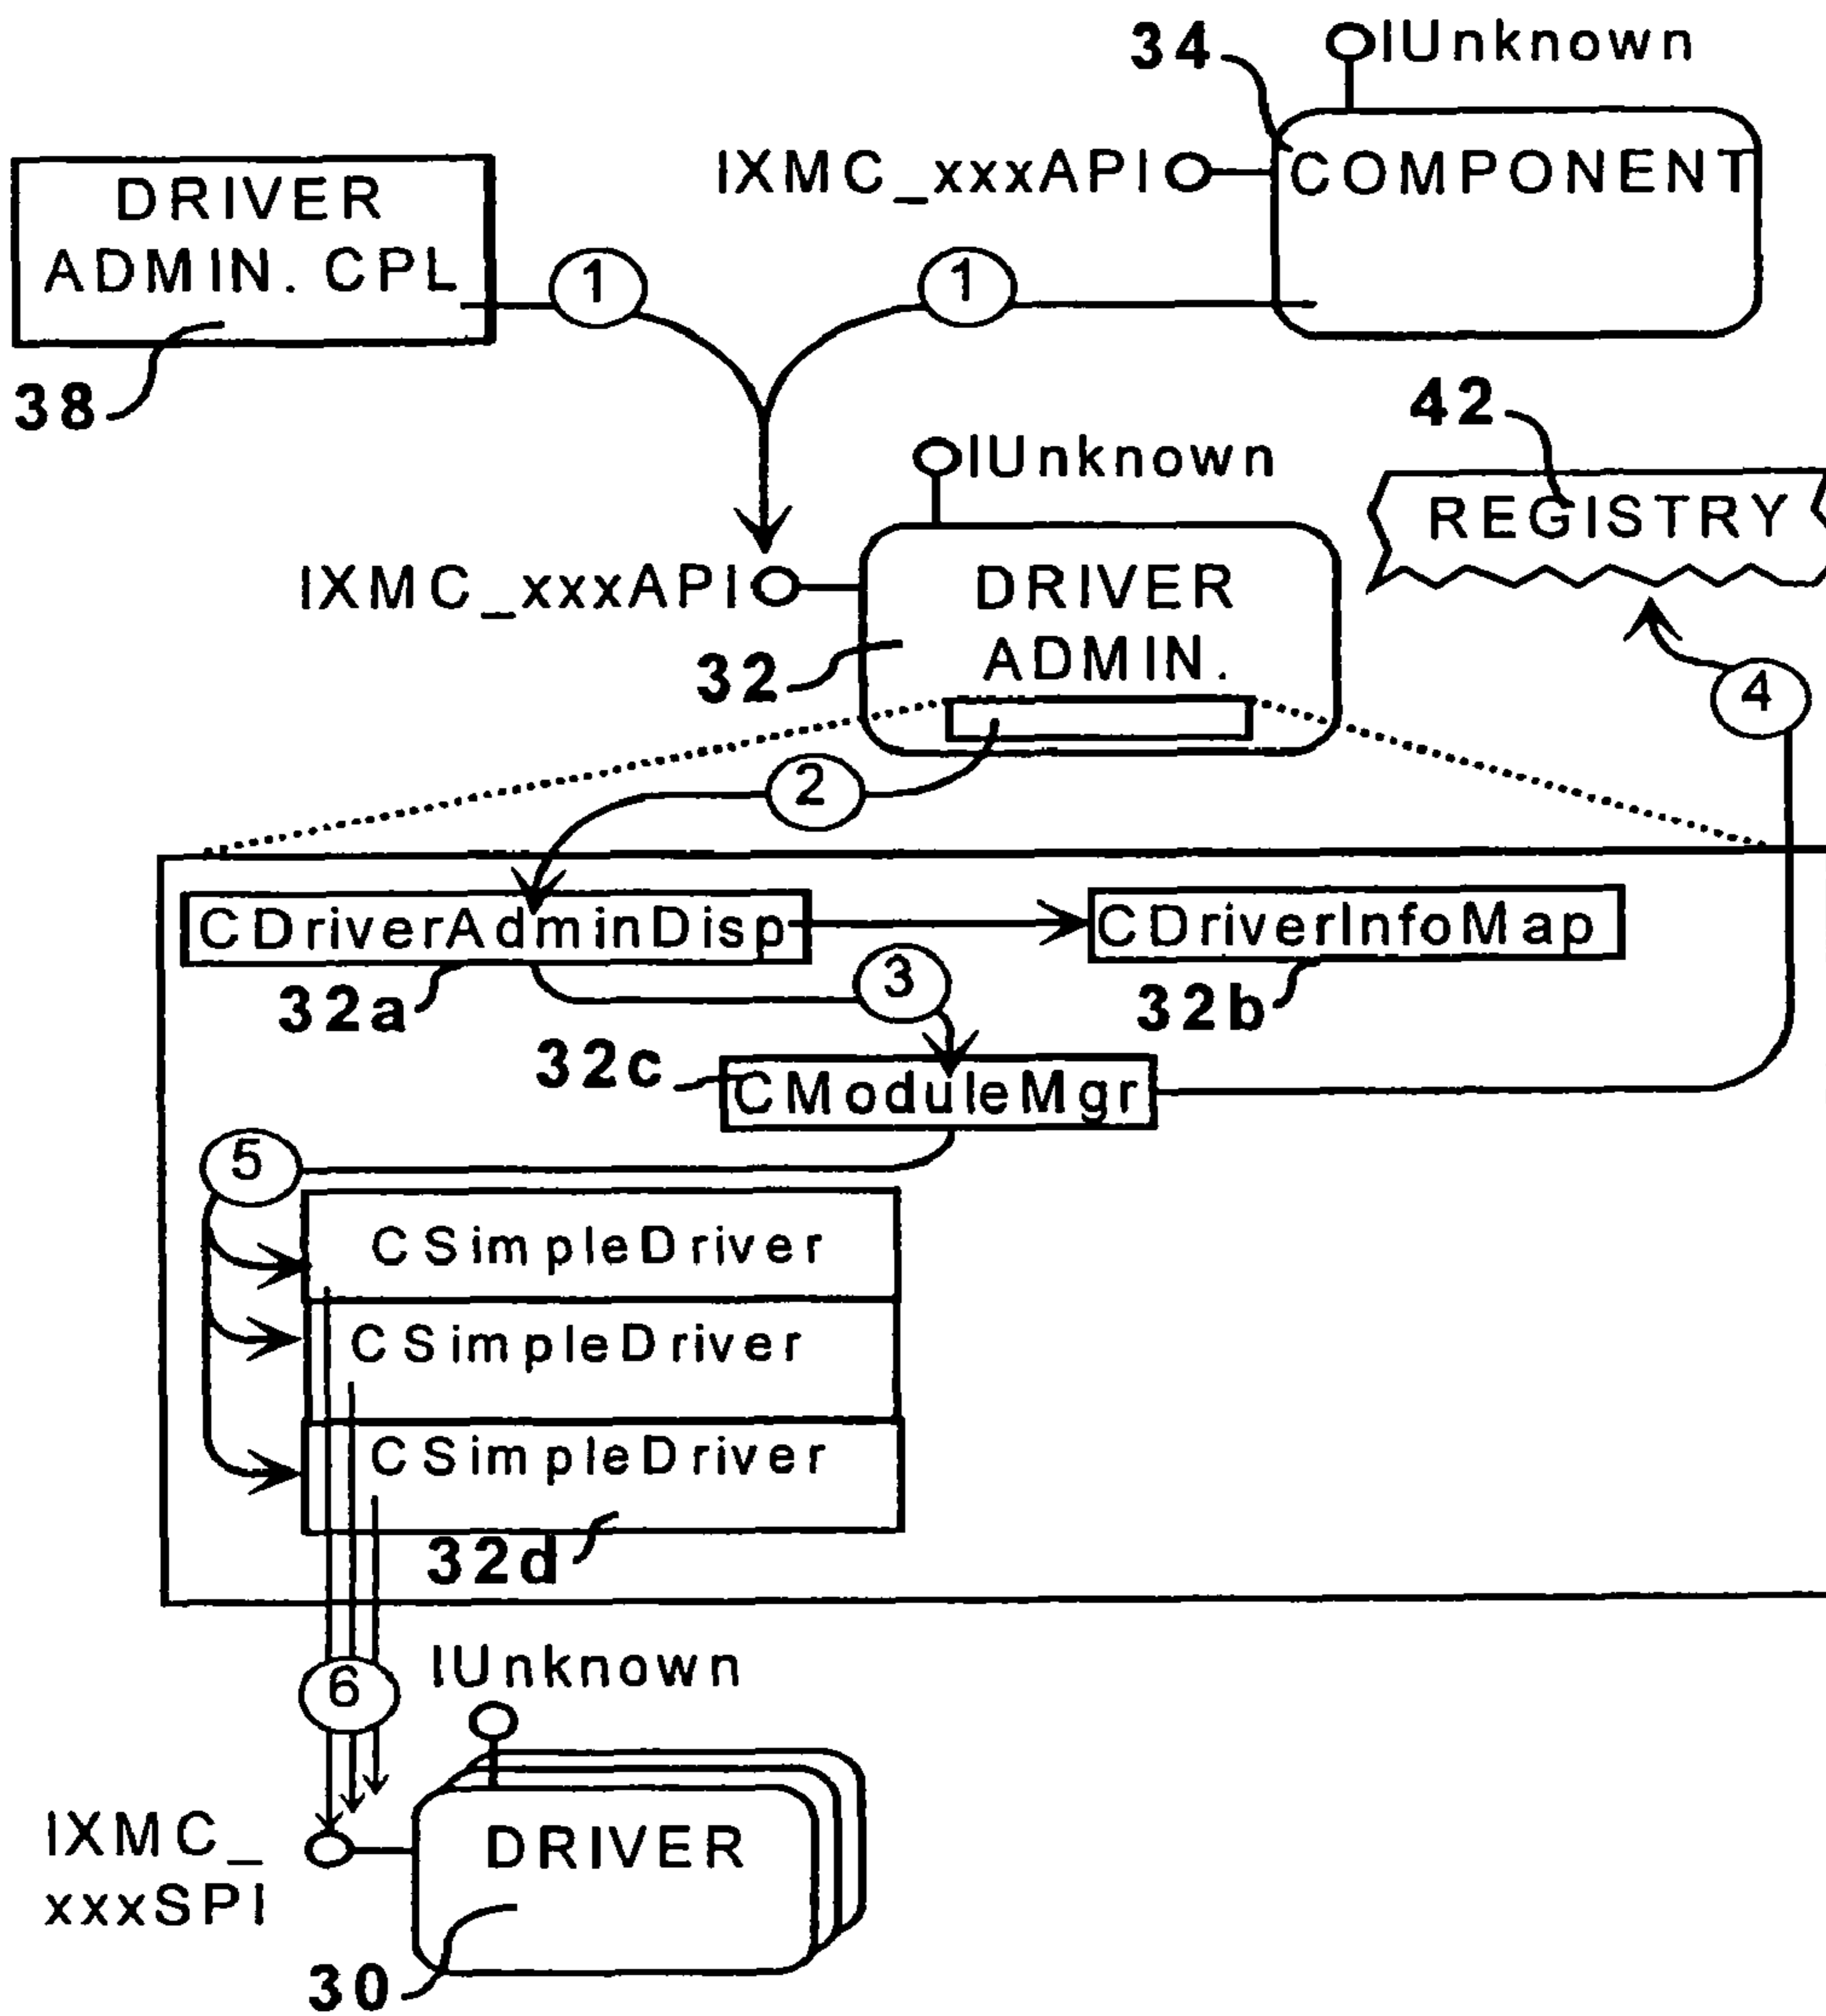 34
IUnknown
DRIVER
ADMIN. CPL
IXMC_xxxAPI
COMPONENT
1
1
38
42
IUnknown
REGISTRY
IXMC_xxxAPI
DRIVER
ADMIN.
32
4
2
CDriverAdminDisp
CDriverInfoMap
32a
3
32b
32c
CModuleMgr
5
CSimpleDriver
CSimpleDriver
CSimpleDriver
32d
IUnknown
6
IXMC_
xxxSPI
DRIVER
30